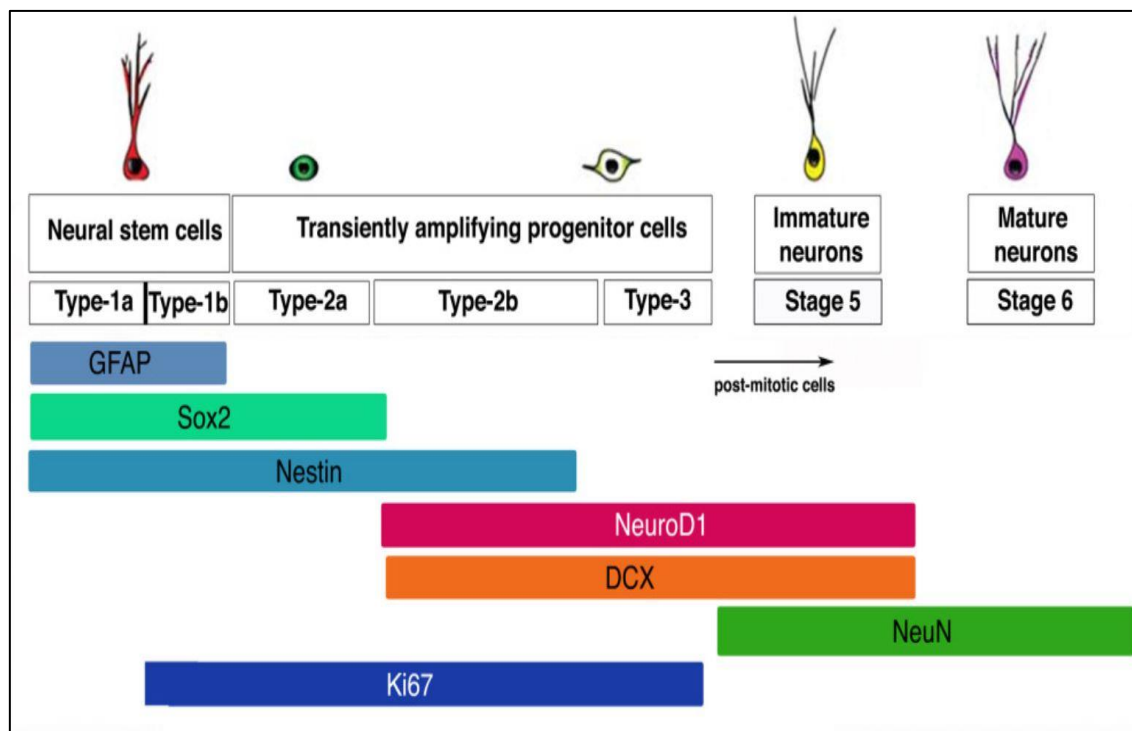 Neural stem cells
Transiently amplifying progenitor cells
Immature
neurons
Mature
neurons
Type-1a
Type-1b
Type-2a
Type-2b
Type-3
Stage 5
Stage 6
GFAP
post-mitotic cells
Sox2
Nestin
NeuroD1
DCX
NeuN
Ki67